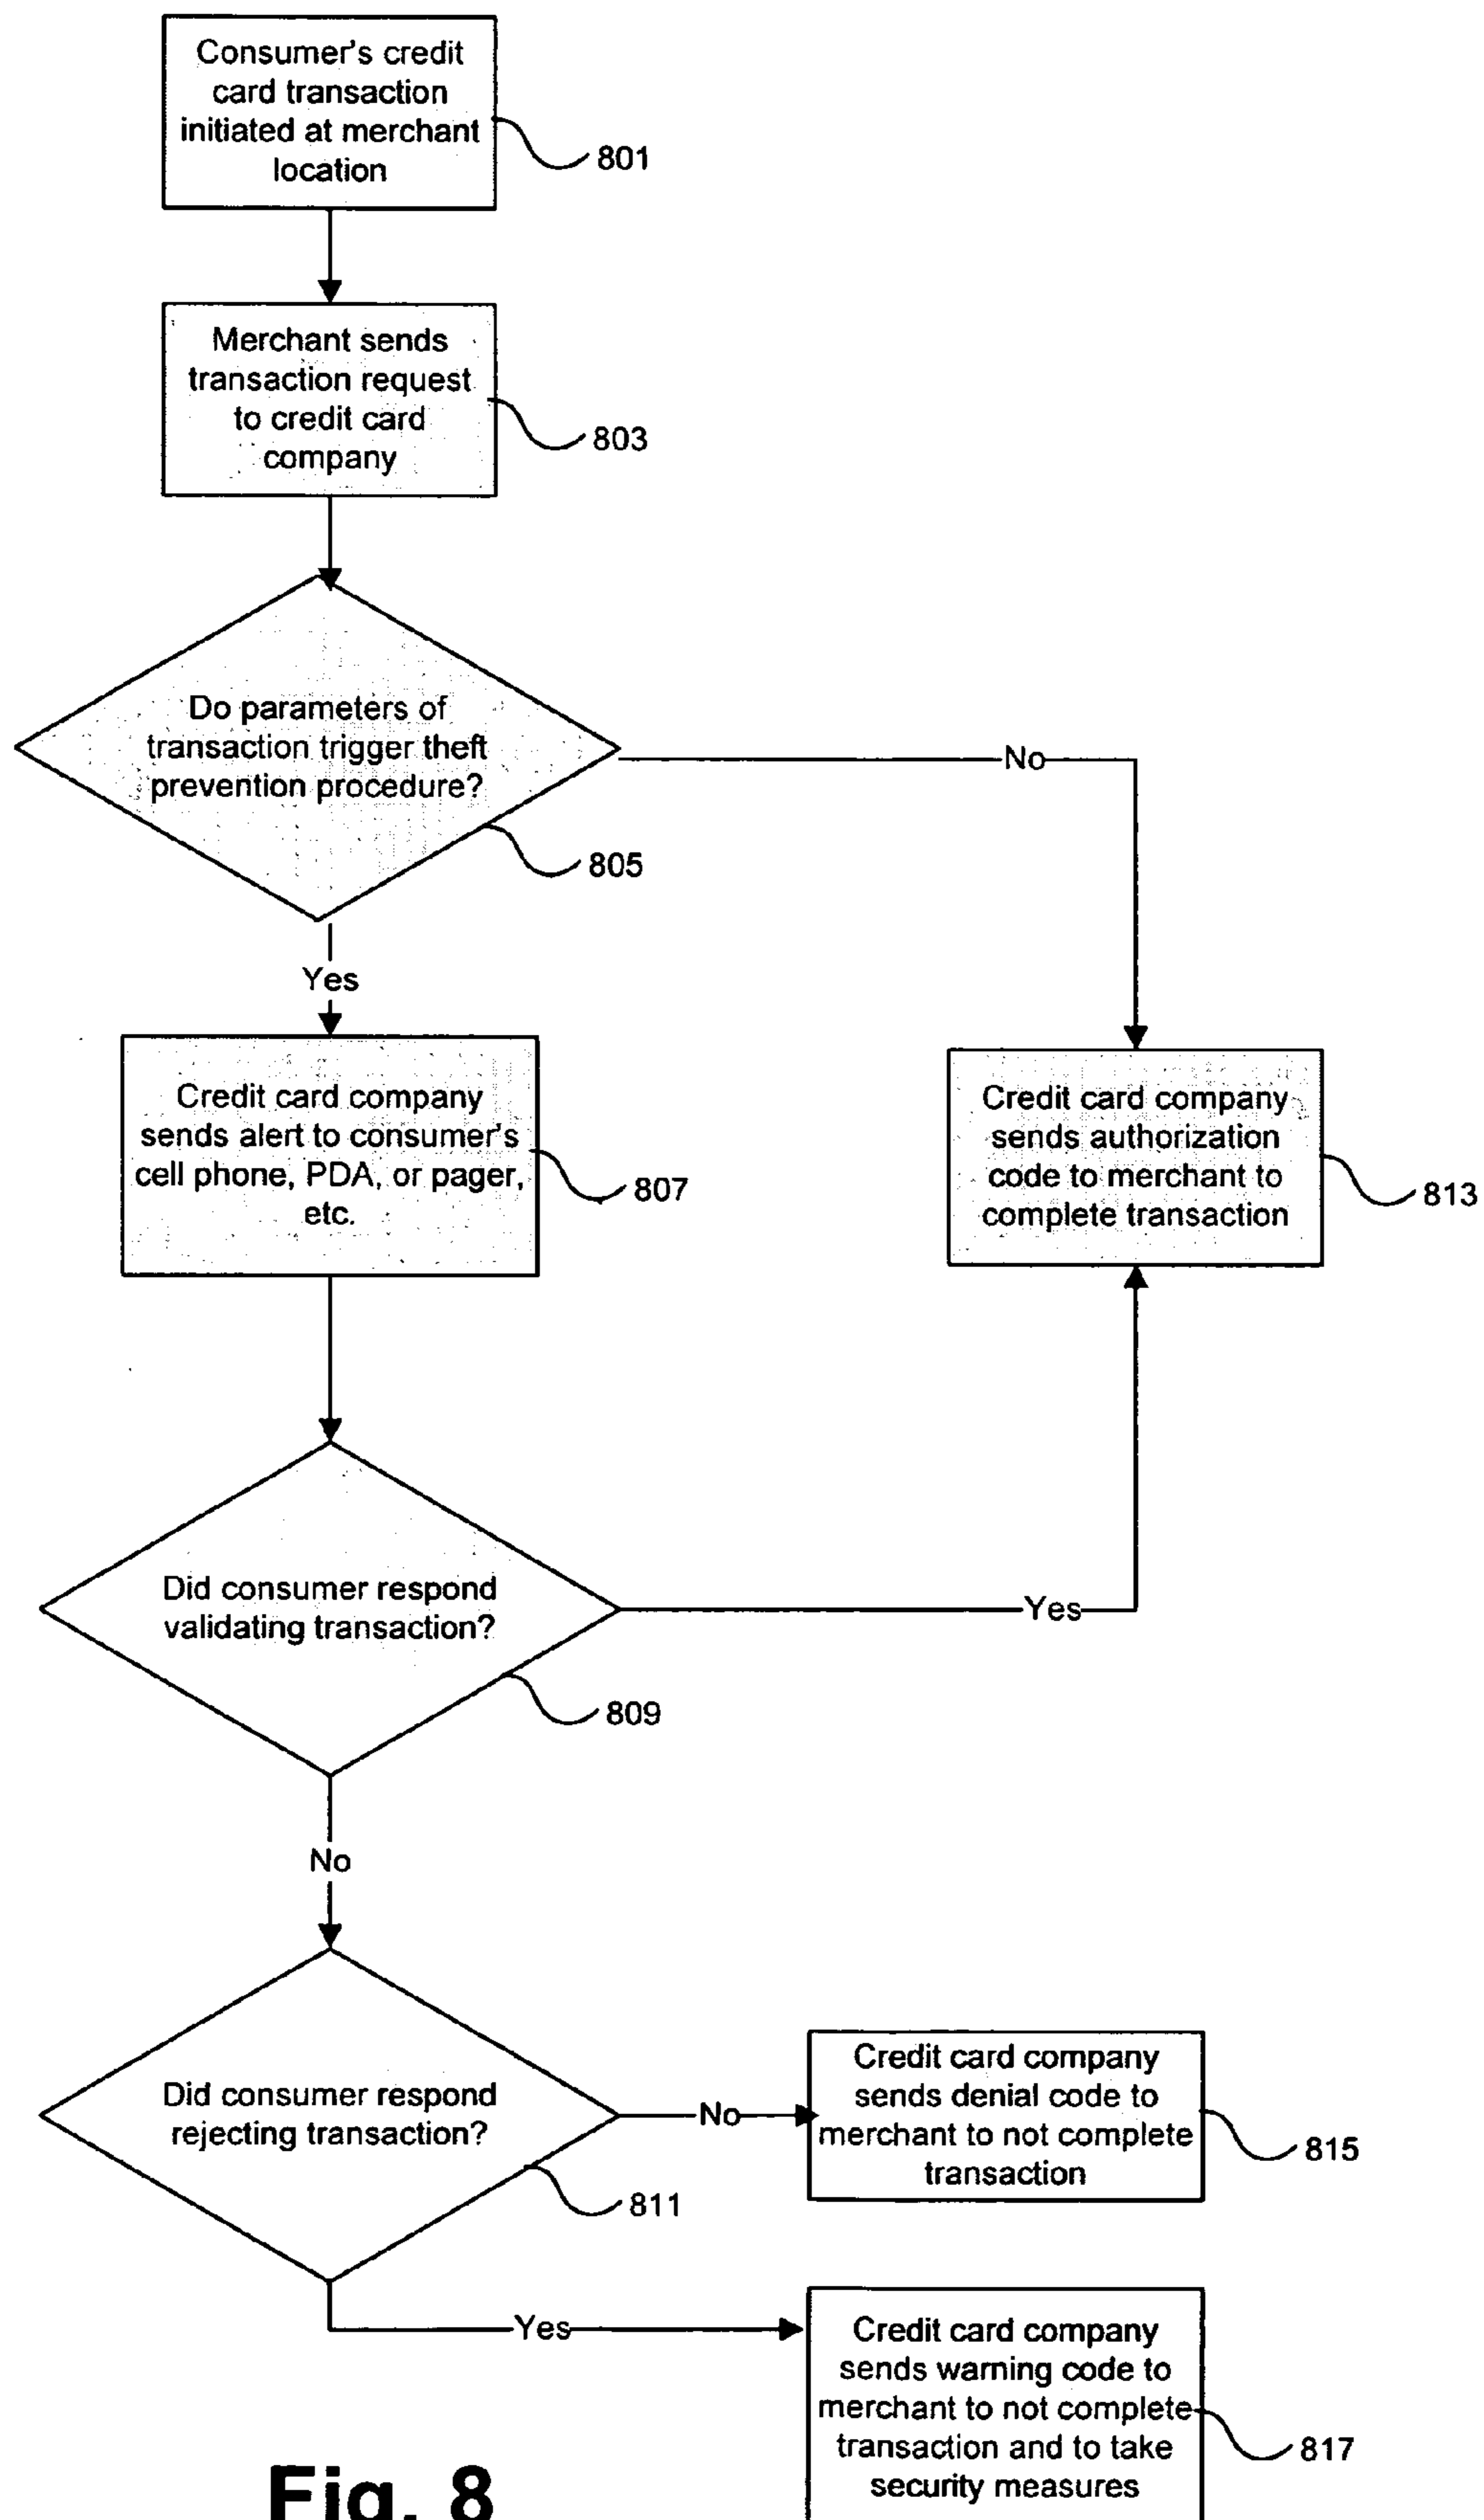 Consumer's credit
card transaction
initiated at merchant
location
801
Merchant sends
transaction request
to credit card
company
803
Do parameters of
transaction trigger theft
prevention procedure?
805
No
Yes
Credit card company
sends alert to consumer's
cell phone, PDA, or pager,
etc.
807
Credit card company
sends authorization
code to merchant to
complete transaction
813
Did consumer respond
validating transaction?
809
Yes
No
Did consumer respond
rejecting transaction?
811
No
Credit card company
sends denial code to
merchant to not complete
transaction
815
Yes
Credit card company
sends warning code to
merchant to not complete
transaction and to take
security measures
817
Fig. 8